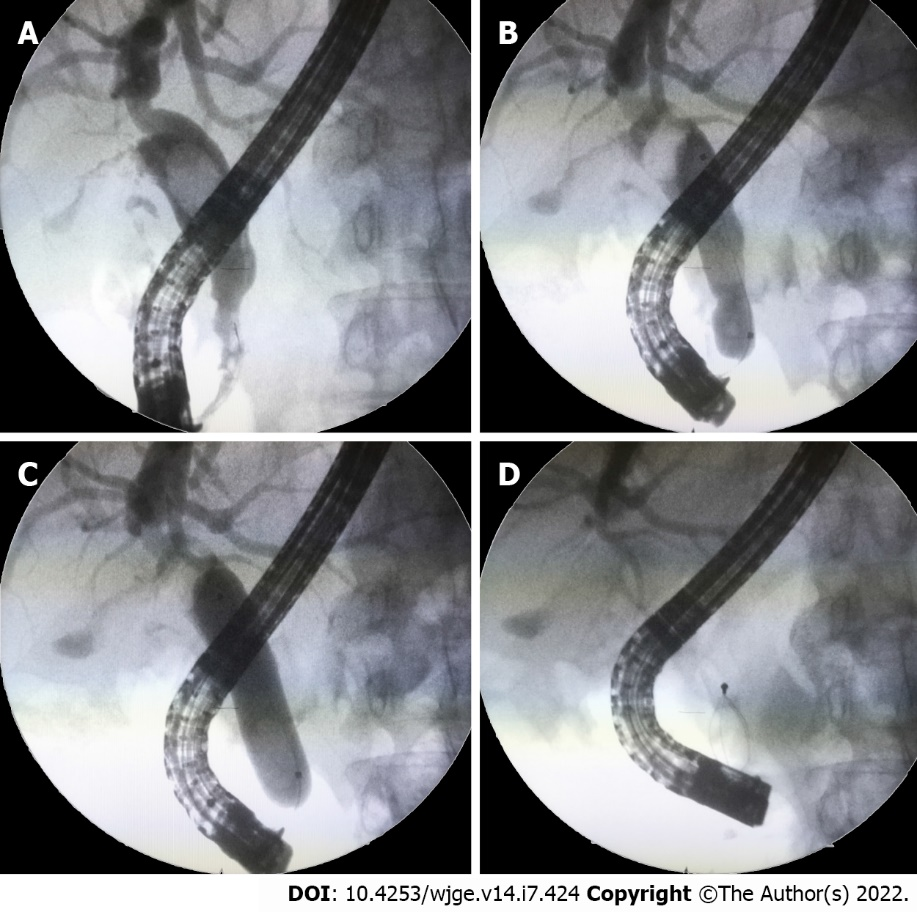 A
B
C
D
DOI: 10.4253/wjge.v14.i7.424 Copyright ©The Author(s) 2022.